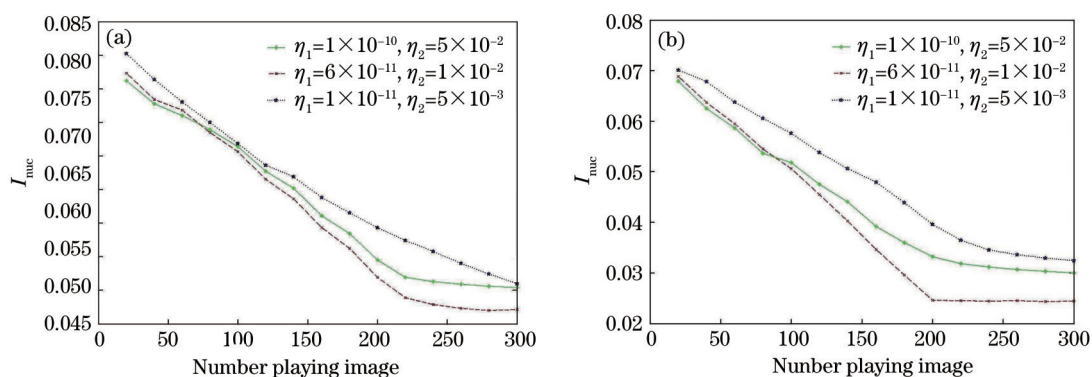 (a)
η₁=1×10⁻¹⁰, η₂=5×10⁻²
η₁=6×10⁻¹¹, η₂=1×10⁻²
η₁=1×10⁻¹¹, η₂=5×10⁻³
0.085
0.080
0.075
0.070
0.060
0.055
0.050
0.045
I_nuc
0
50
100
150
200
250
300
Number playing image
(b)
η₁=1×10⁻¹⁰, η₂=5×10⁻²
η₁=6×10⁻¹¹, η₂=1×10⁻²
η₁=1×10⁻¹¹, η₂=5×10⁻³
0.08
0.07
0.06
0.05
0.04
0.03
0.02
I_nuc
0
50
100
150
200
250
300
Nunber playing image